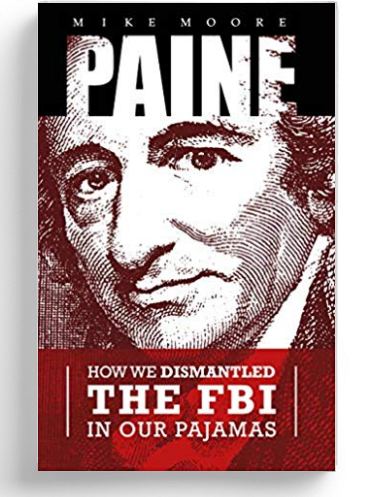 MIKE MOORE
PAINE
HOW WE DISMANTLED
THE FBI
IN OUR PAJAMAS